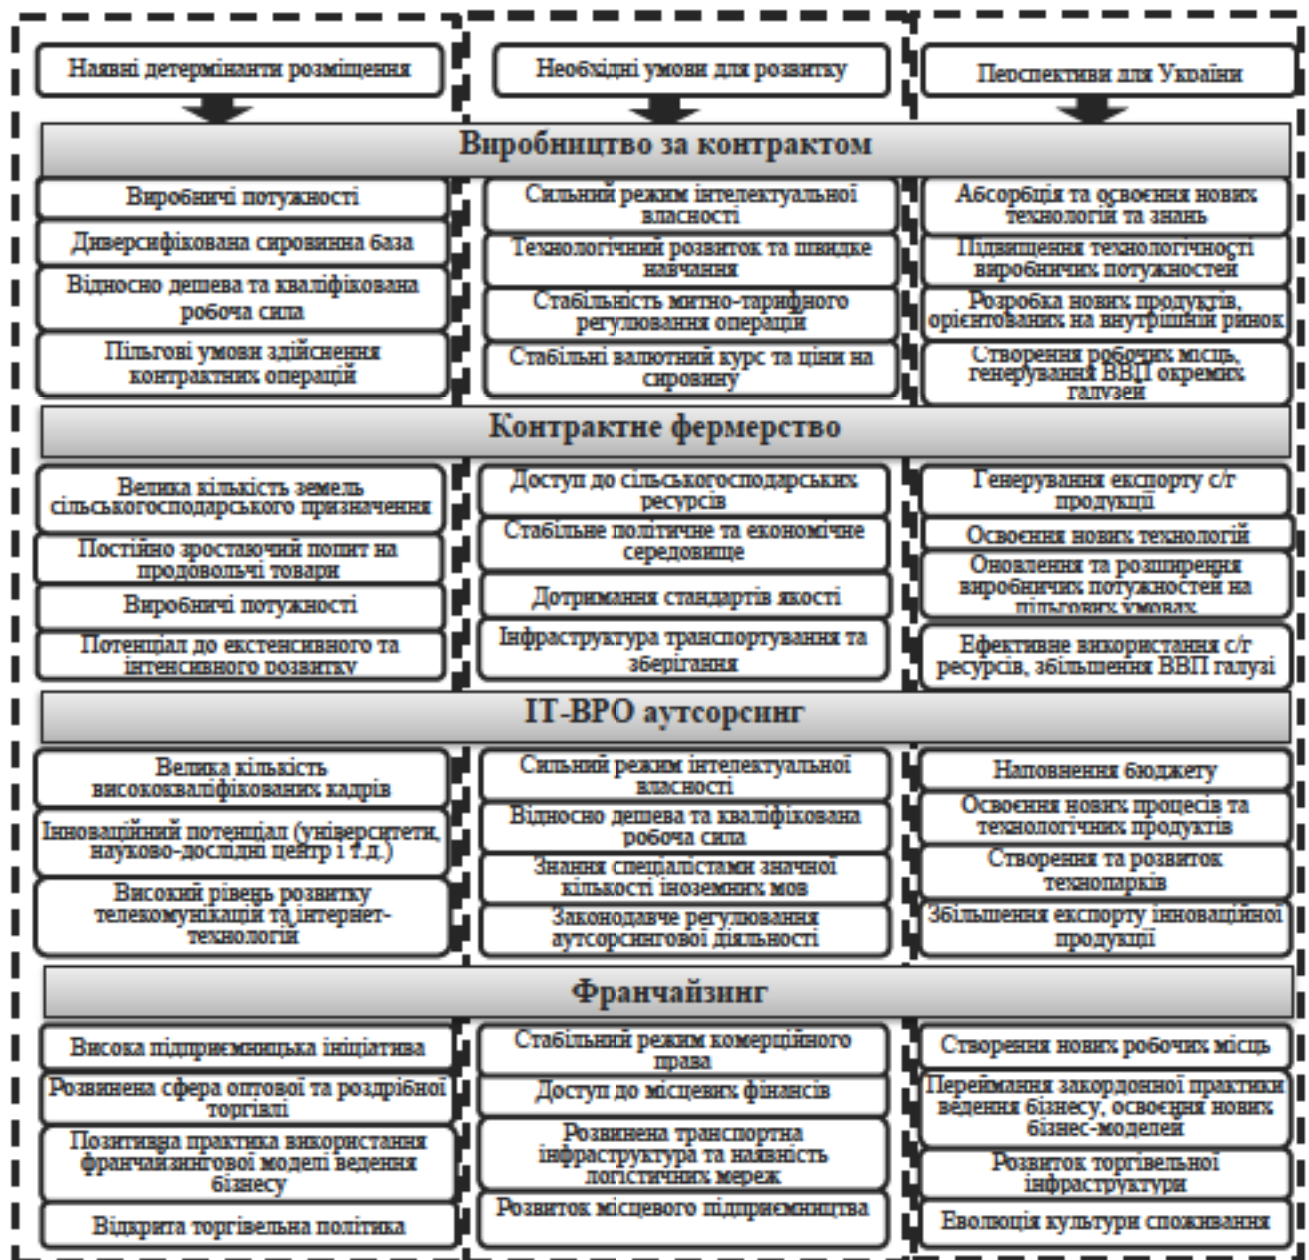 Наявні детермінанти розміщення
Необхідні умови для розвитку
Перспективи для України
Виробництво за контрактом
Виробничі потужності
Диверсифікована сировинна база
Відносно дешева та кваліфікована
робоча сила
Пільгові умови здійснення
контрактних операцій
Сильний режим інтелектуальної
власності
Технологічний розвиток та швидке
навчання
Стабільність митно-тарифного
регулювання операцій
Стабільні валютний курс та ціни на
сировину
Абсорбція та освоєння нових
технологій та знань
Підвищення технологічності
виробничих потужностей
Розробка нових продуктів,
орієнтованих на внутрішній ринок
Створення робочих місць,
генерування ВВП окремих
галузей
Контрактне фермерство
Велика кількість земель
сільськогосподарського призначення
Постійно зростаючий попит на
продовольчі товари
Виробничі потужності
Потенціал до екстенсивного та
інтенсивного розвитку
Доступ до сільськогосподарських
ресурсів
Стабільне політичне та економічне
середовище
Дотримання стандартів якості
Інфраструктура транспортування та
зберігання
Генерування експорту с/г
продукції
Освоєння нових технологій
Оновлення та розширення
виробничих потужностей на
пільгових умовах
Ефективне використання с/г
ресурсів, збільшення ВВП галузі
ІТ-ВРО аутсорсинг
Велика кількість
висококваліфікованих кадрів
Інноваційний потенціал (університети,
науково-дослідні центр і т.д.)
Високий рівень розвитку
телекомунікацій та інтернет-
технологій
Сильний режим інтелектуальної
власності
Відносно дешева та кваліфікована
робоча сила
Знання спеціалістами значної
кількості іноземних мов
Законодавче регулювання
аутсорсингової діяльності
Наповнення бюджету
Освоєння нових процесів та
технологічних продуктів
Створення та розвиток
технопарків
Збільшення експорту інноваційної
продукції
Франчайзинг
Висока підприємницька ініціатива
Розвинена сфера оптової та роздрібної
торгівлі
Позитивна практика використання
франчайзингової моделі ведення
бізнесу
Відкрита торгівельна політика
Стабільний режим комерційного
права
Доступ до місцевих фінансів
Розвинена транспортна
інфраструктура та наявність
логістичних мереж
Розвиток місцевого підприємництва
Створення нових робочих місць
Переймання закордонної практики
ведення бізнесу, освоєння нових
бізнес-моделей
Розвиток торгівельної
інфраструктури
Еволюція культури споживання